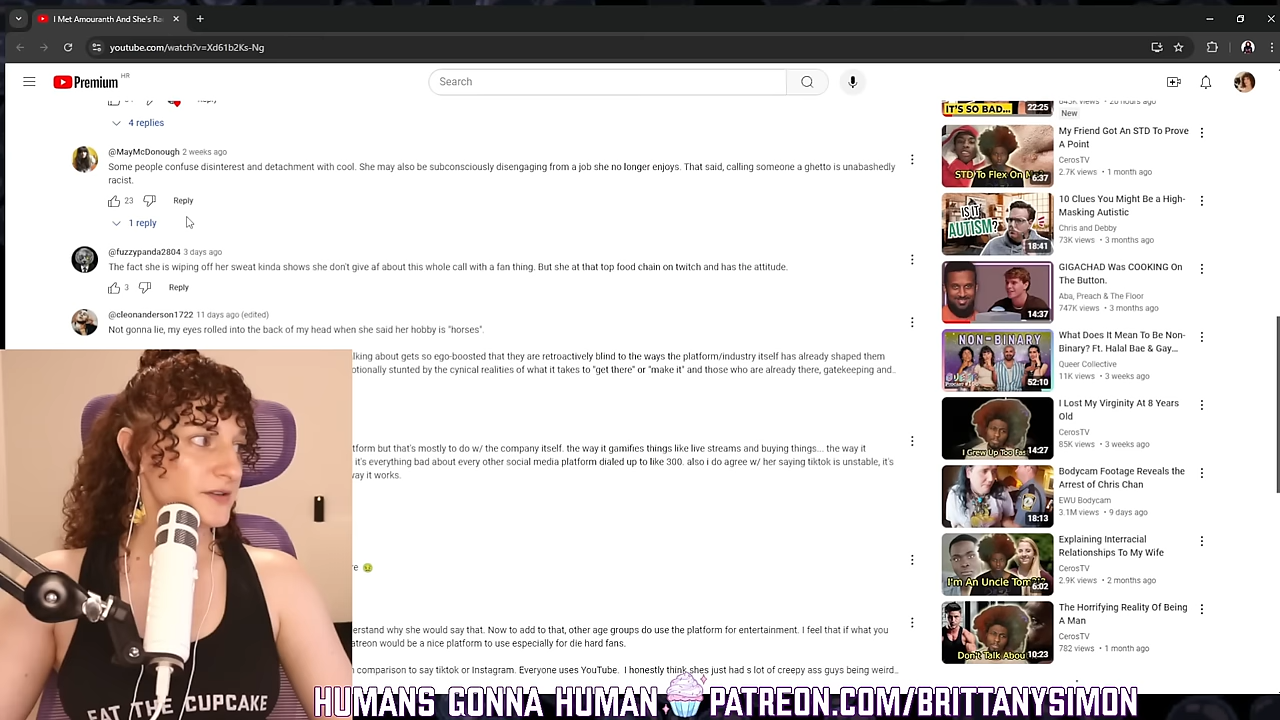 I Met Amouranth And She's Ra
youtube.com/watch?v=Xd61b2Ks-Ng
Premium HR
Search
Reply
4 replies
@MayMcDonough 2 weeks ago
Some people confuse disinterest and detachment with cool. She may also be subconsciously disengaging from a job she no longer enjoys. That said, calling someone a ghetto is unabashedly
racist.
23 Reply
1 reply
@fuzzypanda2804 3 days ago
The fact she is wiping off her sweat kinda shows she don't give af about this whole call with a fan thing. But she at that top food chain on twitch and has the attitude.
3 Reply
@cleonanderson1722 11 days ago (edited)
Not gonna lie, my eyes rolled into the back of my head when she said her hobby is "horses".
lking about gets so ego-boosted that they are retroactively blind to the ways the platform/industry itself has already shaped them
otionally stunted by the cynical realities of what it takes to "get there" or "make it" and those who are already there, gatekeeping and..
tform but that's mostly to do w/ the company itself. the way it gamifies things like live streams and buying things... the way it
it's everything bad about every other social media platform dialed up to like 300. also i do agree w/ her saying tiktok is unstable, it's
way it works.
re
erstand why she would say that. Now to add to that, other age groups do use the platform for entertainment. I feel that if what you
atreon would be a nice platform to use especially for die hard fans.
n comparison to say tiktok or Instagram. Everyone uses YouTube. I honestly think shes just had s lot of creepy ass guys being weird..
IT'S SO BAD...
22:25
New
STD To Flex On
6:37
My Friend Got An STD To Prove
A Point
CerosTV
2.7K views • 1 month ago
IS IT
AUTISM?
18:41
10 Clues You Might Be a High-
Masking Autistic
Chris and Debby
73K views • 3 months ago
14:37
GIGACHAD Was COOKING On
The Button.
Aba, Preach & The Floor
747K views • 3 months ago
NON-BINARY
52:10
What Does It Mean To Be Non-
Binary? Ft. Halal Bae & Gay...
Queer Collective
11K views • 3 weeks ago
I Grew Up Too Fas
14:27
I Lost My Virginity At 8 Years
Old
CerosTV
85K views • 3 weeks ago
18:13
Bodycam Footage Reveals the
Arrest of Chris Chan
EWU Bodycam
3.1M views • 9 days ago
I'm An Uncle Tom?
6:02
Explaining Interracial
Relationships To My Wife
CerosTV
2.9K views • 2 months ago
Don't Talk Abou
10:23
The Horrifying Reality Of Being
A Man
CerosTV
782 views • 1 month ago
EAT THE CUPCAKE
HUMANS GONNA HUMAN PATREON.COM/BRITTANYSIMON